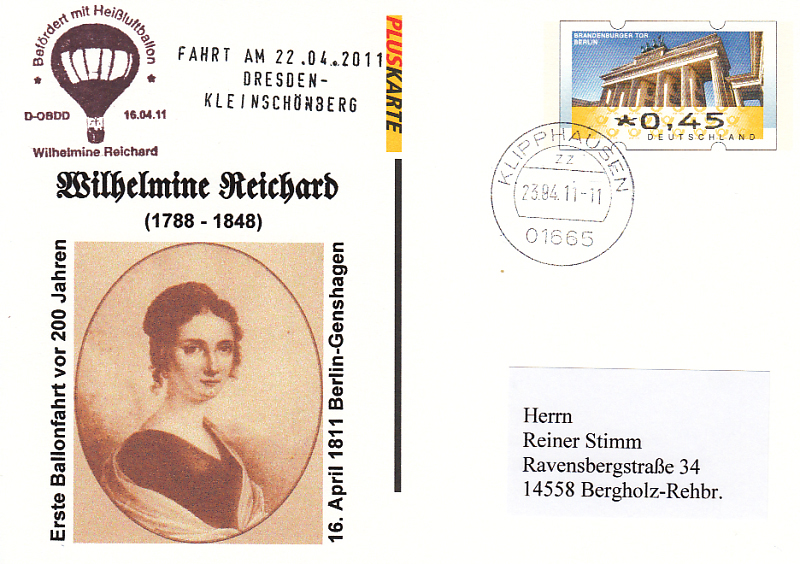 Befördert mit Heißluftballon
D-OBDD 16.04.11
Wilhelmine Reichard
FAHRT AM 22.04.2011
DRESDEN-
KLEINSCHÖNBERG
PLUSKARTE
BRANDENBURGER TOR
BERLIN
*0,45
DEUTSCHLAND
KLIPPHAUSEN
ZZ
23.04.11-11
01665
Wilhelmine Reichard
(1788 - 1848)
Erste Ballonfahrt vor 200 Jahren
16. April 1811 Berlin-Genshagen
Herrn
Reiner Stimm
Ravensbergstraße 34
14558 Bergholz-Rehbr.